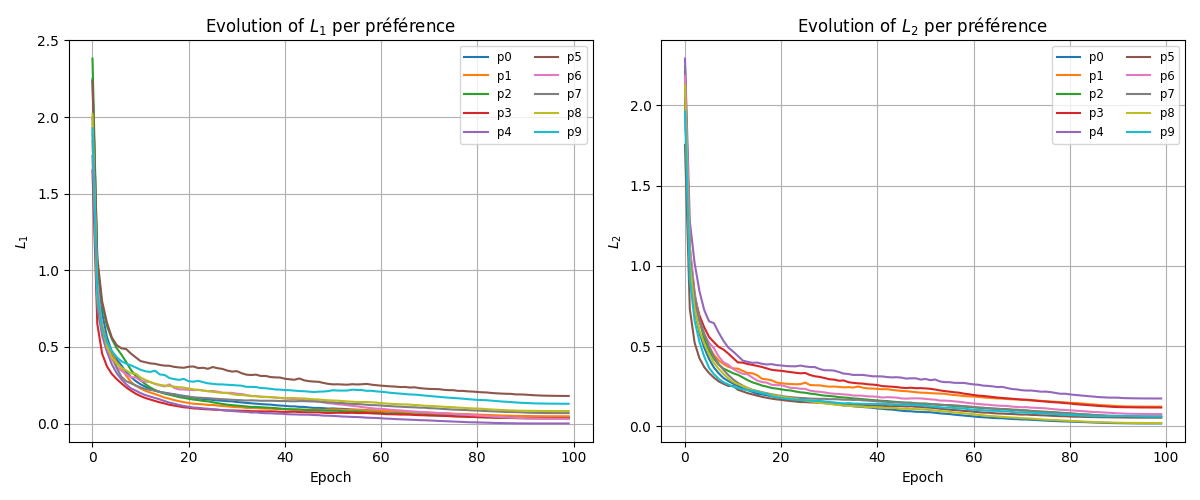 Evolution of L₁ per préférence
2.5
2.0
1.5
1.0
0.5
0.0
L₁
0 20 40 60 80 100
Epoch
p0 p5
p1 p6
p2 p7
p3 p8
p4 p9
Evolution of L₂ per préférence
2.0
1.5
1.0
0.5
0.0
L₂
0 20 40 60 80 100
Epoch
p0 p5
p1 p6
p2 p7
p3 p8
p4 p9